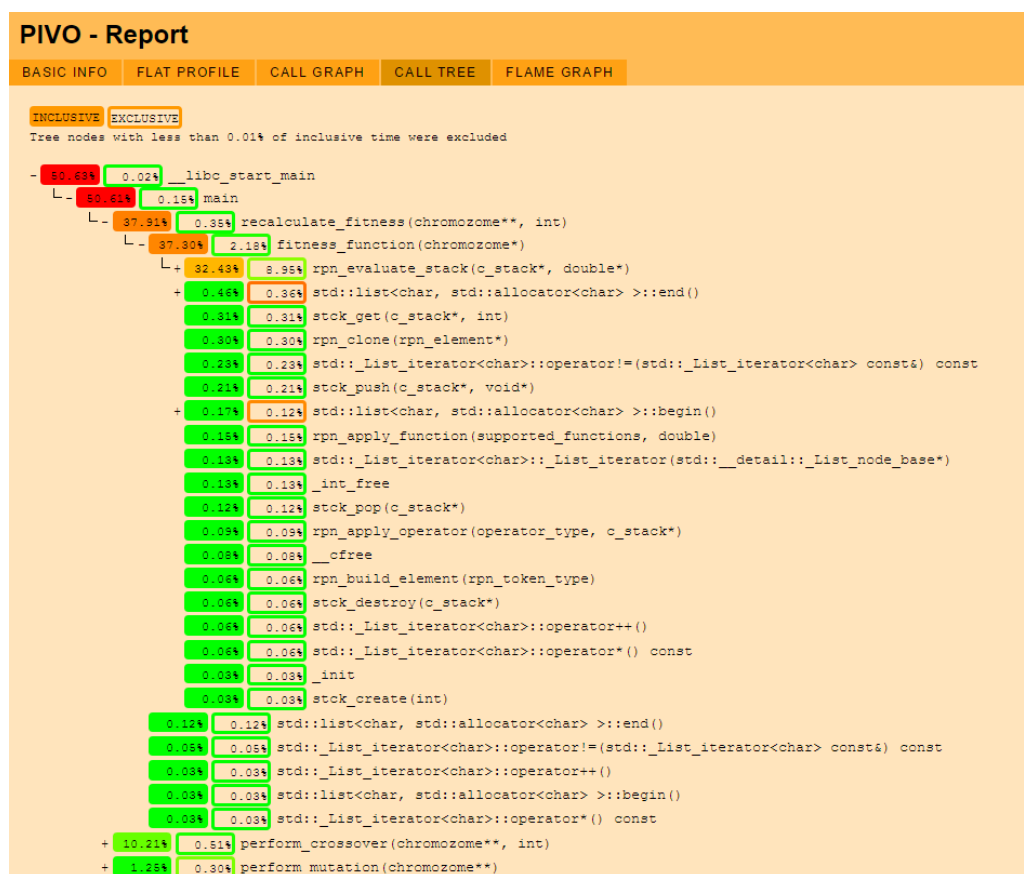 PIVO - Report
BASIC INFO FLAT PROFILE CALL GRAPH CALL TREE FLAME GRAPH
INCLUSIVE EXCLUSIVE
Tree nodes with less than 0.01% of inclusive time were excluded
- 50.63% 0.02% __libc_start_main
- 50.61% 0.15% main
- 37.91% 0.35% recalculate_fitness(chromozome**, int)
- 37.30% 2.18% fitness_function(chromozome*)
+ 32.43% 8.95% rpn_evaluate_stack(c_stack*, double*)
+ 0.46% 0.36% std::list<char, std::allocator<char> >::end()
0.31% 0.31% stck_get(c_stack*, int)
0.30% 0.30% rpn_clone(rpn_element*)
0.23% 0.23% std::_List_iterator<char>::operator!=(std::_List_iterator<char> const&) const
0.21% 0.21% stck_push(c_stack*, void*)
+ 0.17% 0.12% std::list<char, std::allocator<char> >::begin()
0.15% 0.15% rpn_apply_function(supported_functions, double)
0.13% 0.13% std::_List_iterator<char>::_List_iterator(std::__detail::_List_node_base*)
0.13% 0.13% _int_free
0.12% 0.12% stck_pop(c_stack*)
0.09% 0.09% rpn_apply_operator(operator_type, c_stack*)
0.08% 0.08% __cfree
0.06% 0.06% rpn_build_element(rpn_token_type)
0.06% 0.06% stck_destroy(c_stack*)
0.06% 0.06% std::_List_iterator<char>::operator++()
0.06% 0.06% std::_List_iterator<char>::operator*() const
0.03% 0.03% _init
0.03% 0.03% stck_create(int)
0.12% 0.12% std::list<char, std::allocator<char> >::end()
0.05% 0.05% std::_List_iterator<char>::operator!=(std::_List_iterator<char> const&) const
0.03% 0.03% std::_List_iterator<char>::operator++()
0.03% 0.03% std::list<char, std::allocator<char> >::begin()
0.03% 0.03% std::_List_iterator<char>::operator*() const
+ 10.21% 0.51% perform_crossover(chromozome**, int)
+ 1.25% 0.30% perform_mutation(chromozome**)